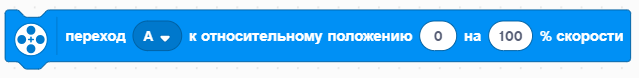 переход A к относительному положению 0 на 100 % скорости